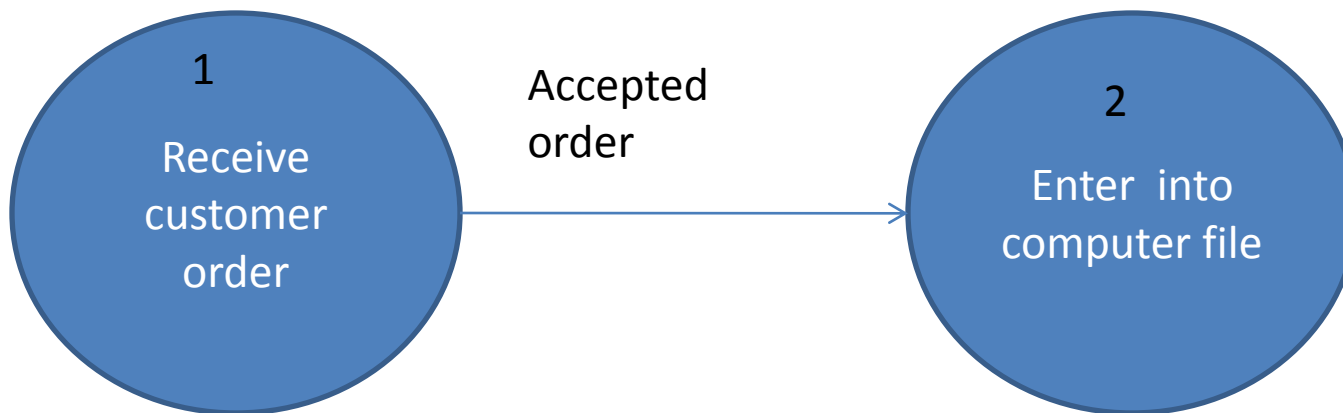 1
Receive
customer
order
Accepted
order
2
Enter  into
computer file